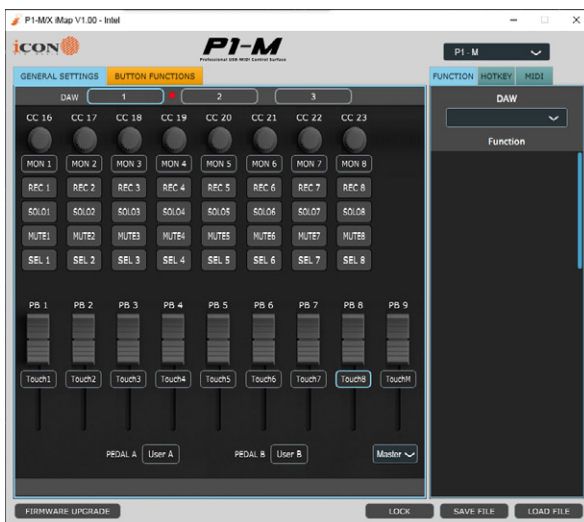 P1-M/X iMap V1.00 - Intel
iCON
P1-M
Professional USB MIDI Control Surface
P1 - M
GENERAL SETTINGS BUTTON FUNCTIONS
FUNCTION HOTKEY MIDI
DAW 1 2 3
DAW
Function
CC 16 CC 17 CC 18 CC 19 CC 20 CC 21 CC 22 CC 23
MON 1 MON 2 MON 3 MON 4 MON 5 MON 6 MON 7 MON 8
REC 1 REC 2 REC 3 REC 4 REC 5 REC 6 REC 7 REC 8
SOLO1 SOLO2 SOLO3 SOLO4 SOLO5 SOLO6 SOLO7 SOLO8
MUTE1 MUTE2 MUTE3 MUTE4 MUTE5 MUTE6 MUTE7 MUTE8
SEL 1 SEL 2 SEL 3 SEL 4 SEL 5 SEL 6 SEL 7 SEL 8
PB 1 PB 2 PB 3 PB 4 PB 5 PB 6 PB 7 PB 8 PB 9
Touch1 Touch2 Touch3 Touch4 Touch5 Touch6 Touch7 Touch8 TouchM
PEDAL A User A PEDAL B User B Master
FIRMWARE UPGRADE LOCK SAVE FILE LOAD FILE